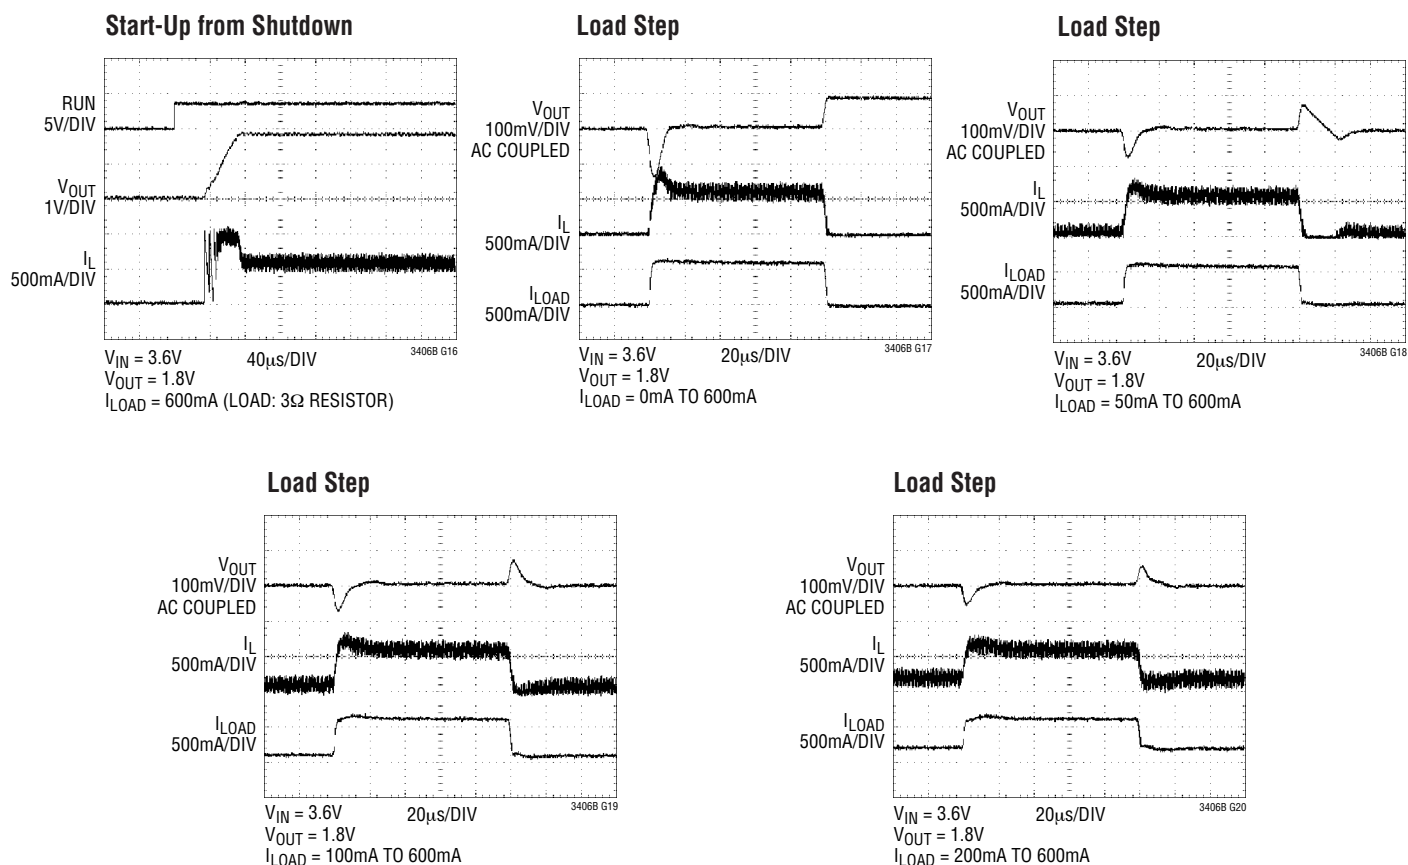 Start-Up from Shutdown
RUN
5V/DIV
VOUT
1V/DIV
IL
500mA/DIV
3406B G16
VIN = 3.6V
40μs/DIV
VOUT = 1.8V
ILOAD = 600mA (LOAD: 3Ω RESISTOR)
Load Step
VOUT
100mV/DIV
AC COUPLED
IL
500mA/DIV
ILOAD
500mA/DIV
3406B G17
VIN = 3.6V
20μs/DIV
VOUT = 1.8V
ILOAD = 0mA TO 600mA
Load Step
VOUT
100mV/DIV
AC COUPLED
IL
500mA/DIV
ILOAD
500mA/DIV
3406B G18
VIN = 3.6V
20μs/DIV
VOUT = 1.8V
ILOAD = 50mA TO 600mA
Load Step
VOUT
100mV/DIV
AC COUPLED
IL
500mA/DIV
ILOAD
500mA/DIV
3406B G19
VIN = 3.6V
20μs/DIV
VOUT = 1.8V
ILOAD = 100mA TO 600mA
Load Step
VOUT
100mV/DIV
AC COUPLED
IL
500mA/DIV
ILOAD
500mA/DIV
3406B G20
VIN = 3.6V
20μs/DIV
VOUT = 1.8V
ILOAD = 200mA TO 600mA